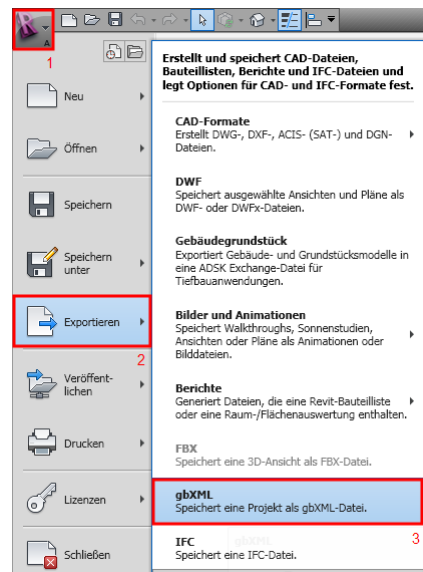 A
1
Neu
Öffnen
Speichern
Speichern
unter
Exportieren
2
Veröffent-
lichen
Drucken
Lizenzen
Schließen
Erstellt und speichert CAD-Dateien,
Bauteillisten, Berichte und IFC-Dateien und
legt Optionen für CAD- und IFC-Formate fest.
CAD-Formate
Erstellt DWG-, DXF-, ACIS- (SAT-) und DGN-
Dateien.
DWF
Speichert ausgewählte Ansichten und Pläne als
DWF- oder DWFx-Dateien.
Gebäudegrundstück
Exportiert Gebäude- und Grundstücksmodelle in
eine ADSK Exchange-Datei für
Tiefbauanwendungen.
Bilder und Animationen
Speichert Walkthroughs, Sonnenstudien,
Ansichten oder Pläne als Animationen oder
Bilddateien.
Berichte
Generiert Dateien, die eine Revit-Bauteilliste
oder eine Raum-/Flächenauswertung enthalten.
FBX
Speichert eine 3D-Ansicht als FBX-Datei.
gbXML
Speichert eine Projekt als gbXML-Datei.
3
IFC
gbXML
Speichert eine IFC-Datei.